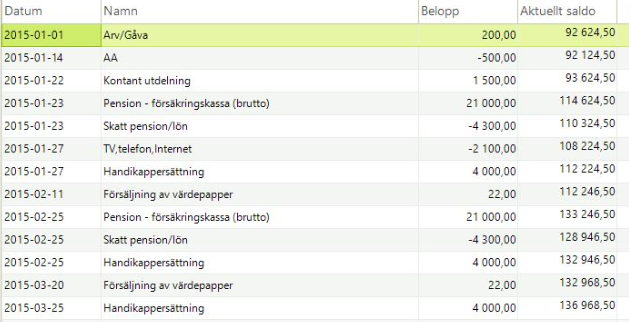 Datum Namn Belopp Aktuellt saldo
2015-01-01 Arv/Gåva 200,00 92 624,50
2015-01-14 AA -500,00 92 124,50
2015-01-22 Kontant utdelning 1 500,00 93 624,50
2015-01-23 Pension - försäkringskassa (brutto) 21 000,00 114 624,50
2015-01-23 Skatt pension/lön -4 300,00 110 324,50
2015-01-27 TV,telefon,Internet -2 100,00 108 224,50
2015-01-27 Handikappersättning 4 000,00 112 224,50
2015-02-11 Försäljning av värdepapper 22,00 112 246,50
2015-02-25 Pension - försäkringskassa (brutto) 21 000,00 133 246,50
2015-02-25 Skatt pension/lön -4 300,00 128 946,50
2015-02-25 Handikappersättning 4 000,00 132 946,50
2015-03-20 Försäljning av värdepapper 22,00 132 968,50
2015-03-25 Handikappersättning 4 000,00 136 968,50